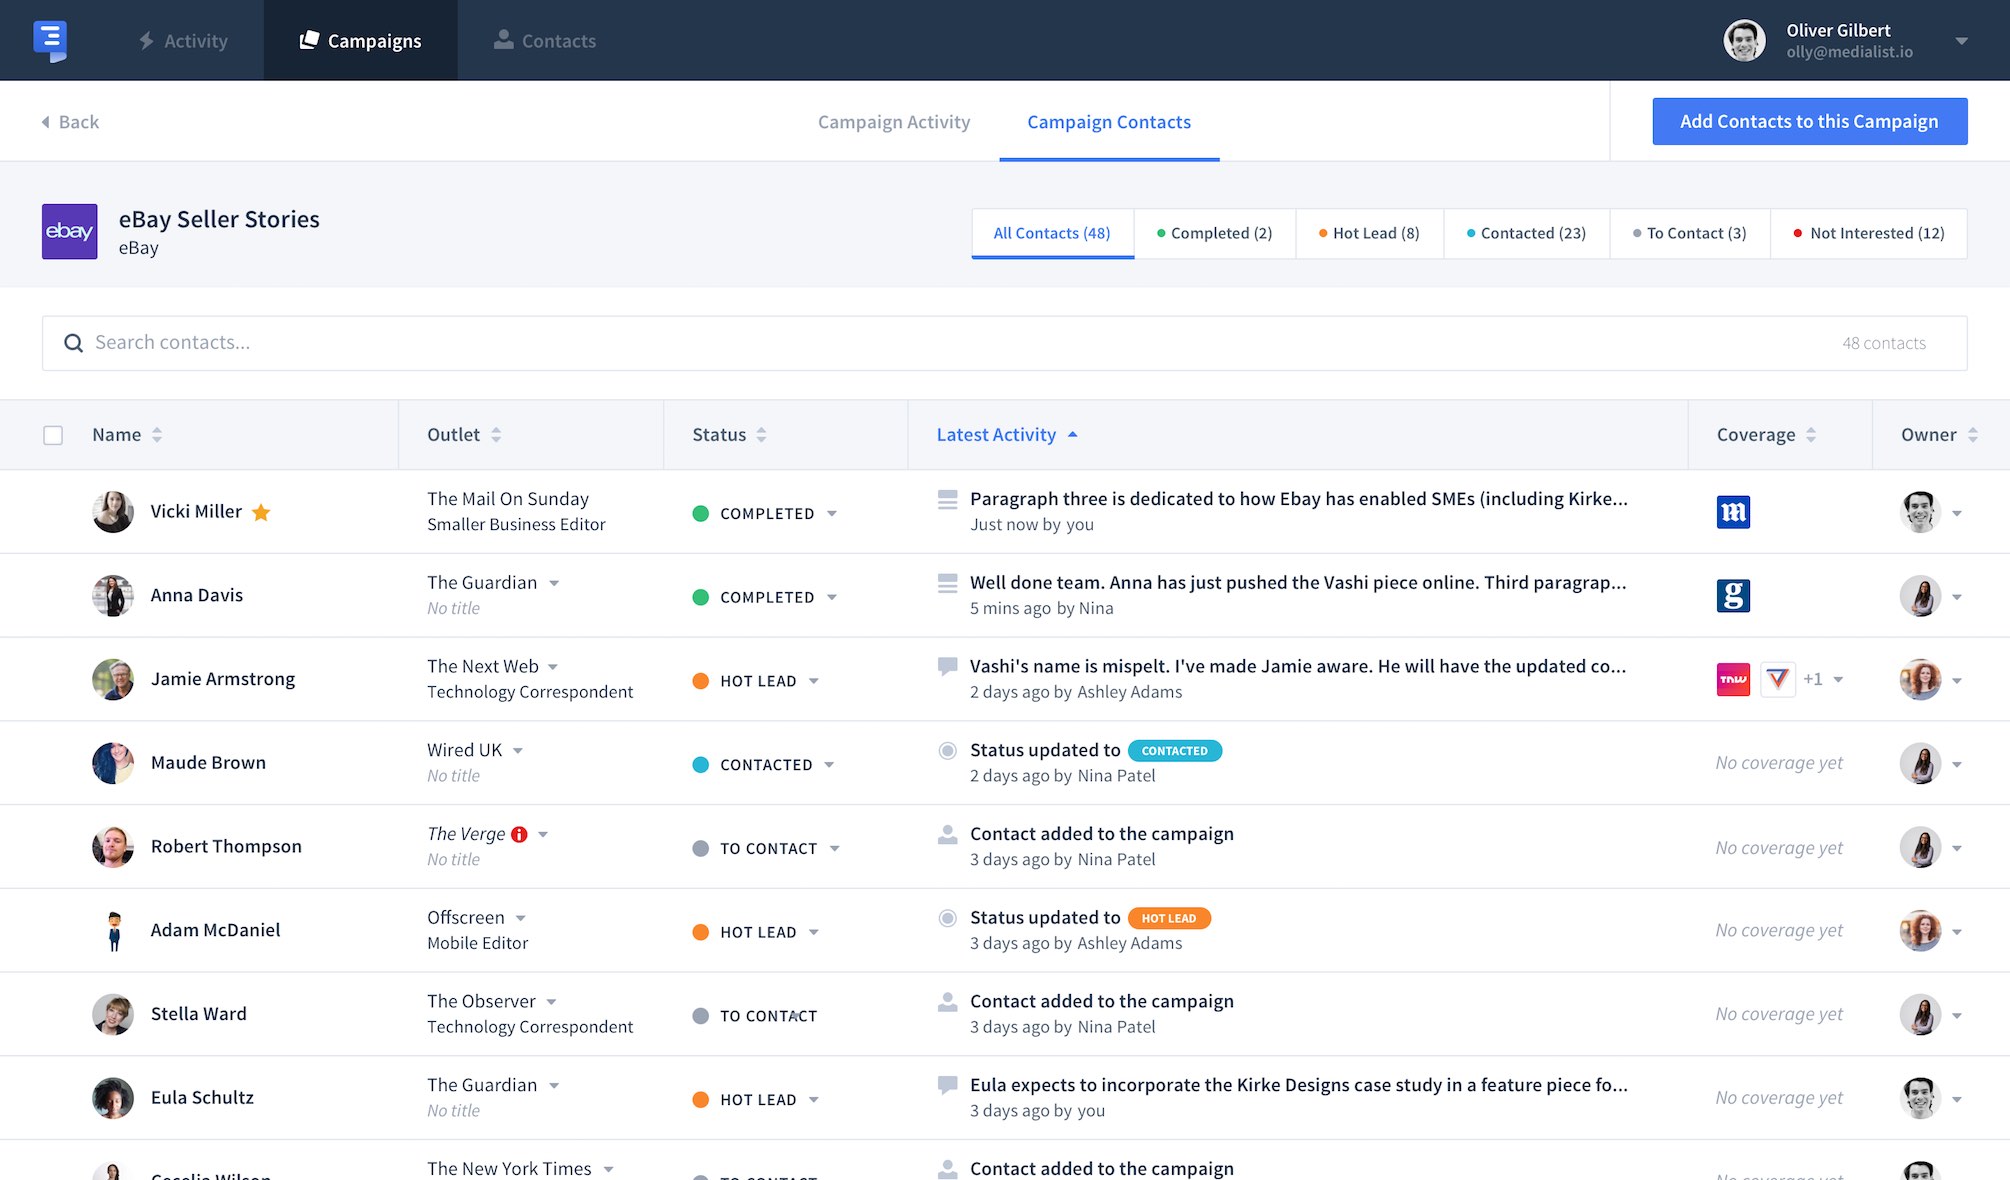 Activity
Campaigns
Contacts
Oliver Gilbert
olly@medialist.io
Back
Campaign Activity
Campaign Contacts
Add Contacts to this Campaign
ebay
eBay Seller Stories
eBay
All Contacts (48)
Completed (2)
Hot Lead (8)
Contacted (23)
To Contact (3)
Not Interested (12)
Search contacts...
48 contacts
Name
Outlet
Status
Latest Activity
Coverage
Owner
Vicki Miller
The Mail On Sunday
Smaller Business Editor
COMPLETED
Paragraph three is dedicated to how Ebay has enabled SMEs (including Kirke...
Just now by you
m
Anna Davis
The Guardian
No title
COMPLETED
Well done team. Anna has just pushed the Vashi piece online. Third paragrap...
5 mins ago by Nina
g
Jamie Armstrong
The Next Web
Technology Correspondent
HOT LEAD
Vashi's name is mispelt. I've made Jamie aware. He will have the updated co...
2 days ago by Ashley Adams
TNW
+1
Maude Brown
Wired UK
No title
CONTACTED
Status updated to CONTACTED
2 days ago by Nina Patel
No coverage yet
Robert Thompson
The Verge
No title
TO CONTACT
Contact added to the campaign
3 days ago by Nina Patel
No coverage yet
Adam McDaniel
Offscreen
Mobile Editor
HOT LEAD
Status updated to HOT LEAD
3 days ago by Ashley Adams
No coverage yet
Stella Ward
The Observer
Technology Correspondent
TO CONTACT
Contact added to the campaign
3 days ago by Nina Patel
No coverage yet
Eula Schultz
The Guardian
No title
HOT LEAD
Eula expects to incorporate the Kirke Designs case study in a feature piece fo...
3 days ago by you
No coverage yet
Cecelia Wilson
The New York Times
TO CONTACT
Contact added to the campaign
No coverage yet